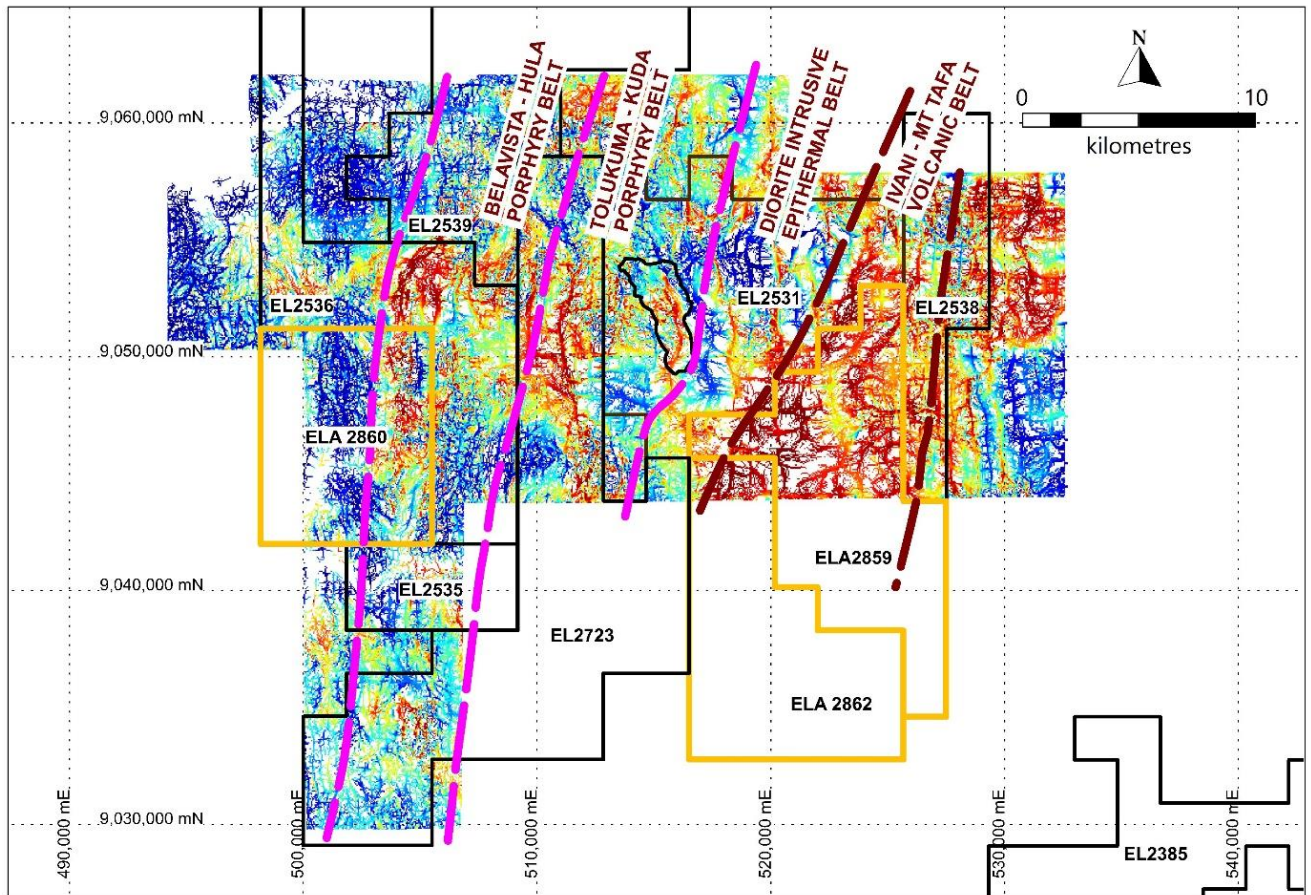 N
0 10
kilometres
BELAVISTA - HULA
PORPHYRY BELT
TOLUKUMA - KUDA
PORPHYRY BELT
DIORITE INTRUSIVE
EPITHERMAL BELT
IVANI - MT TAFA
VOLCANIC BELT
9,060,000 mN
EL2539
EL2536
EL2531
EL2538
9,050,000 mN
ELA 2860
9,040,000 mN
EL2535
ELA2859
EL2723
ELA 2862
9,030,000 mN
EL2385
490,000 mE
500,000 mE
510,000 mE
520,000 mE
530,000 mE
540,000 mE